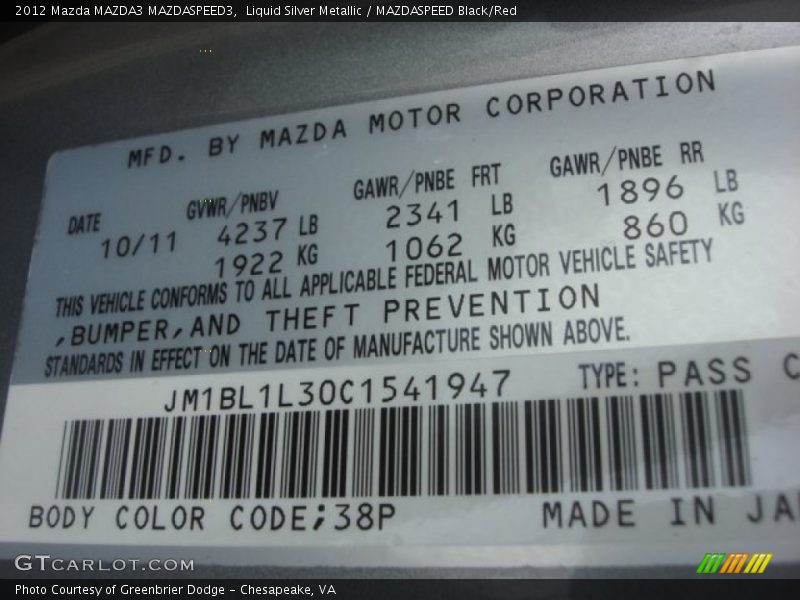 2012 Mazda MAZDA3 MAZDASPEED3,  Liquid Silver Metallic / MAZDASPEED Black/Red
MFD. BY MAZDA MOTOR CORPORATION
DATE GVWR/PNBV GAWR/PNBE FRT GAWR/PNBE RR
10/11 4237 LB 2341 LB 1896 LB
1922 KG 1062 KG 860 KG
THIS VEHICLE CONFORMS TO ALL APPLICABLE FEDERAL MOTOR VEHICLE SAFETY
,BUMPER,AND THEFT PREVENTION
STANDARDS IN EFFECT ON THE DATE OF MANUFACTURE SHOWN ABOVE.
JM1BL1L30C1541947 TYPE: PASS C
BODY COLOR CODE;38P MADE IN JA
GTCARLOT.COM
Photo Courtesy of Greenbrier Dodge – Chesapeake, VA